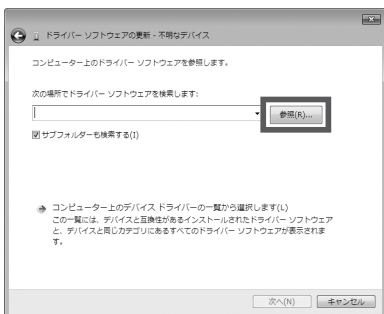 ドライバー ソフトウェアの更新 - 不明なデバイス
コンピューター上のドライバー ソフトウェアを参照します。
次の場所でドライバー ソフトウェアを検索します:
参照(R)...
サブフォルダーも検索する(I)
コンピューター上のデバイス ドライバーの一覧から選択します(L)
この一覧には、デバイスと互換性があるインストールされたドライバー ソフトウェア
と、デバイスと同じカテゴリにあるすべてのドライバー ソフトウェアが表示されま
す。
次へ(N)
キャンセル